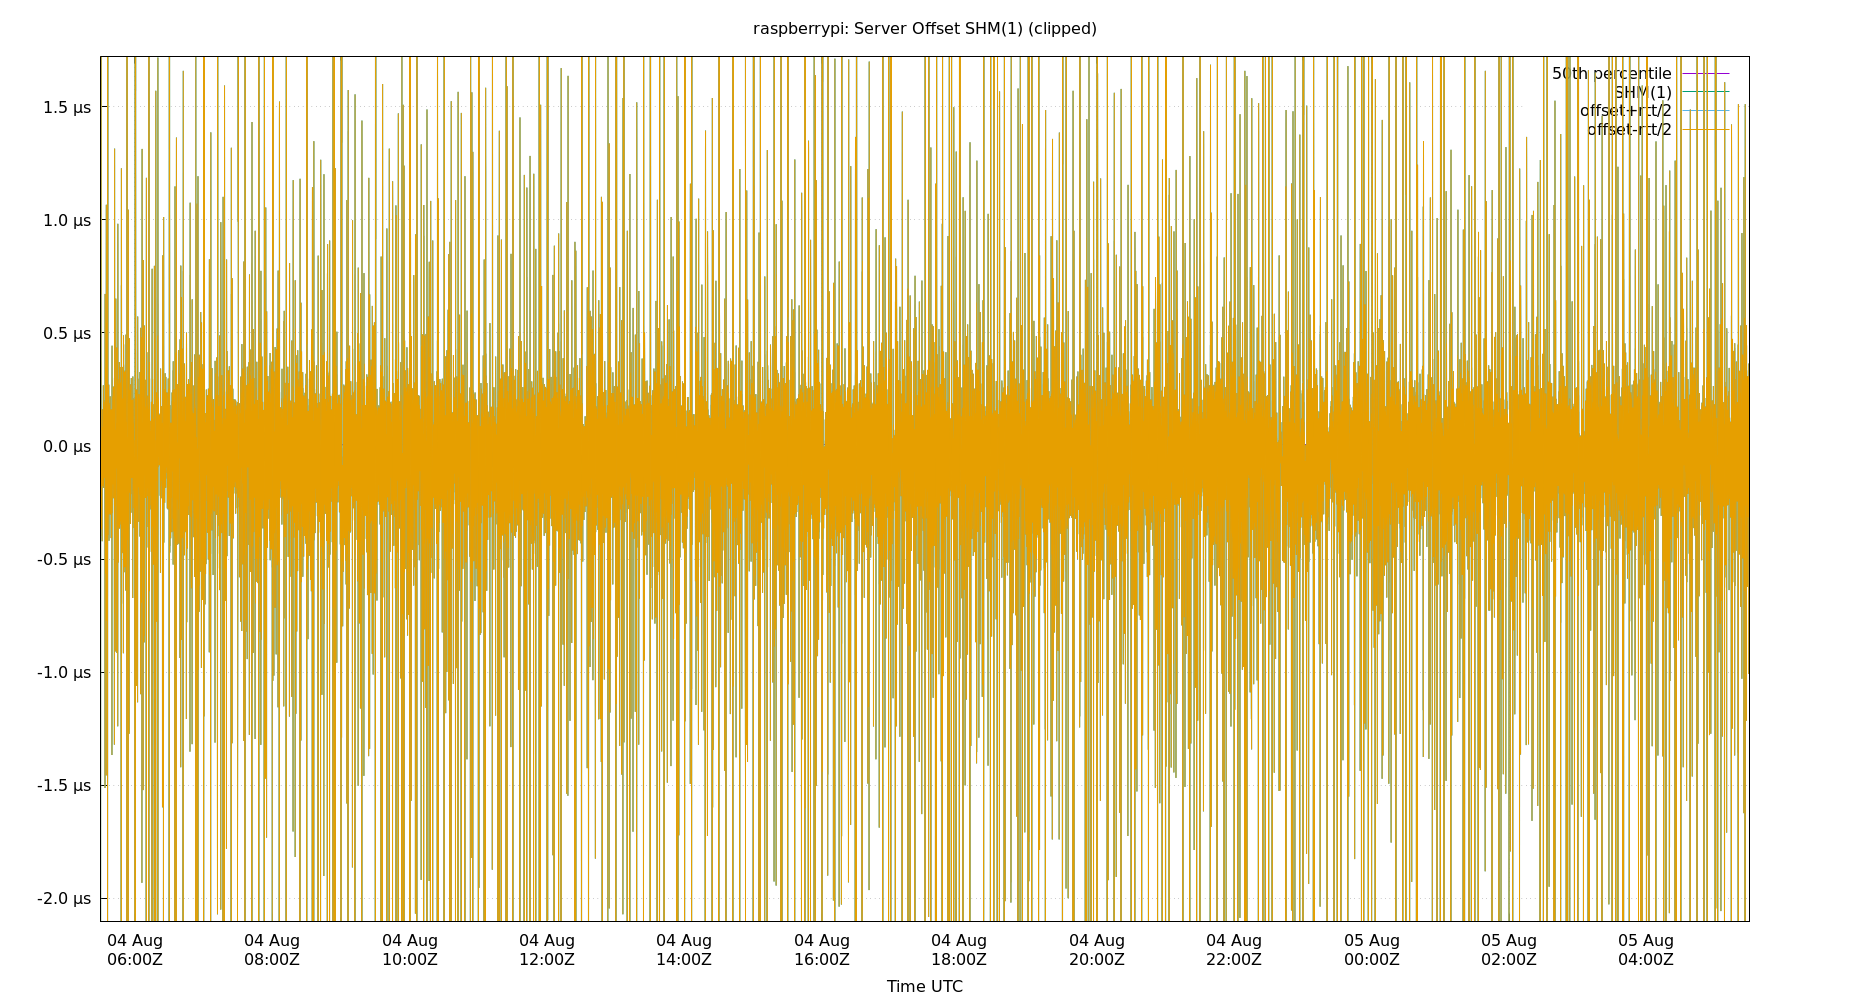 raspberrypi: Server Offset SHM(1) (clipped)
50th percentile
SHM(1)
offset+rtt/2
offset-rtt/2
1.5 µs
1.0 µs
0.5 µs
0.0 µs
-0.5 µs
-1.0 µs
-1.5 µs
-2.0 µs
04 Aug 04 Aug 04 Aug 04 Aug 04 Aug 04 Aug 04 Aug 04 Aug 04 Aug 05 Aug 05 Aug 05 Aug
06:00Z 08:00Z 10:00Z 12:00Z 14:00Z 16:00Z 18:00Z 20:00Z 22:00Z 00:00Z 02:00Z 04:00Z
Time UTC